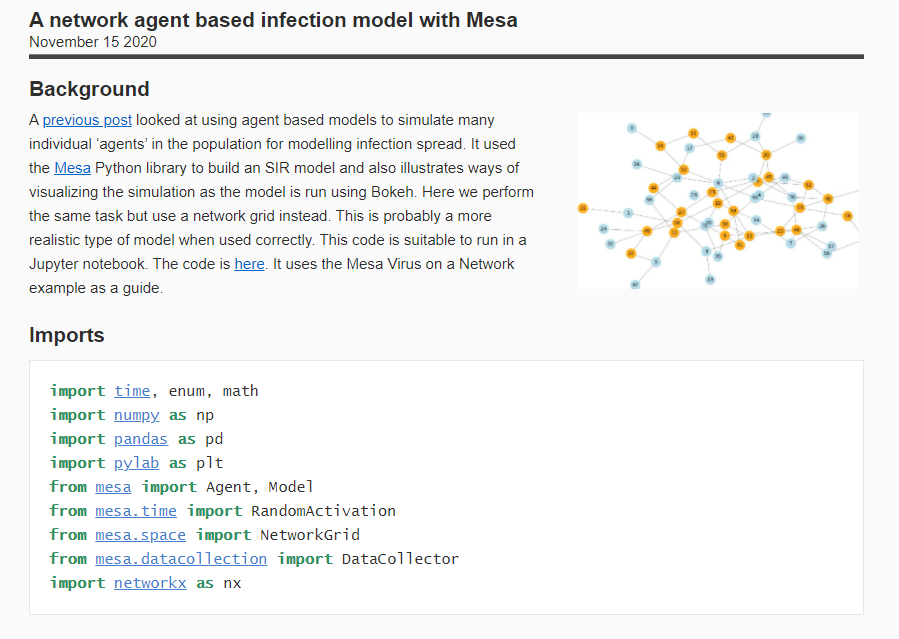 A network agent based infection model with Mesa
November 15 2020
Background
A previous post looked at using agent based models to simulate many
individual ‘agents’ in the population for modelling infection spread. It used
the Mesa Python library to build an SIR model and also illustrates ways of
visualizing the simulation as the model is run using Bokeh. Here we perform
the same task but use a network grid instead. This is probably a more
realistic type of model when used correctly. This code is suitable to run in a
Jupyter notebook. The code is here. It uses the Mesa Virus on a Network
example as a guide.
Imports
import time, enum, math
import numpy as np
import pandas as pd
import pylab as plt
from mesa import Agent, Model
from mesa.time import RandomActivation
from mesa.space import NetworkGrid
from mesa.datacollection import DataCollector
import networkx as nx